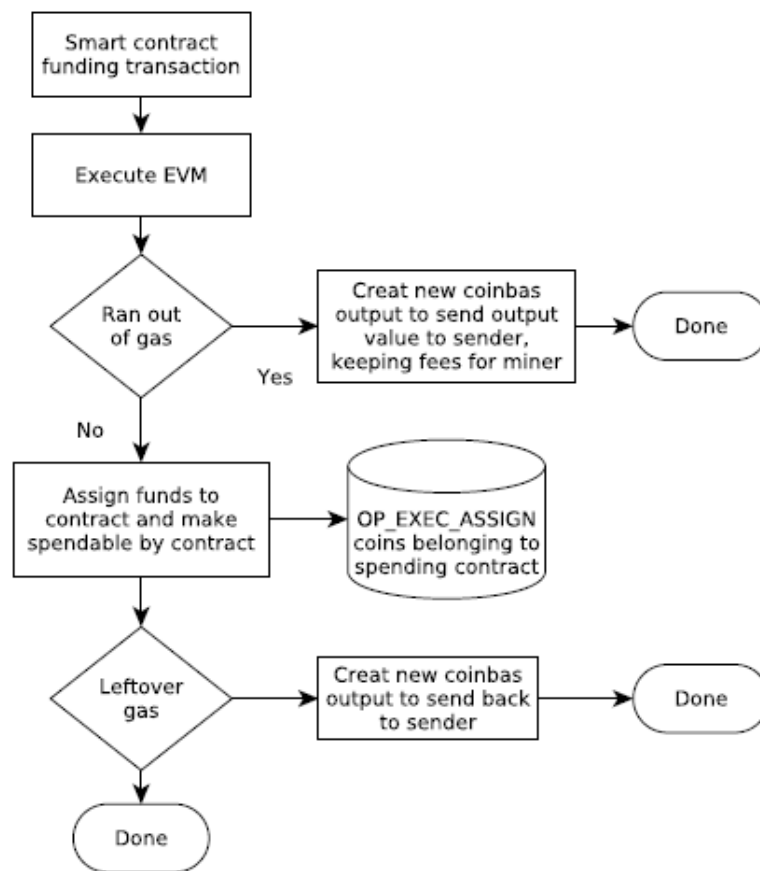 Smart contract
funding transaction
Execute EVM
Ran out
of gas
Yes
Creat new coinbas
output to send output
value to sender,
keeping fees for miner
Done
No
Assign funds to
contract and make
spendable by contract
OP_EXEC_ASSIGN
coins belonging to
spending contract
Leftover
gas
Creat new coinbas
output to send back
to sender
Done
Done